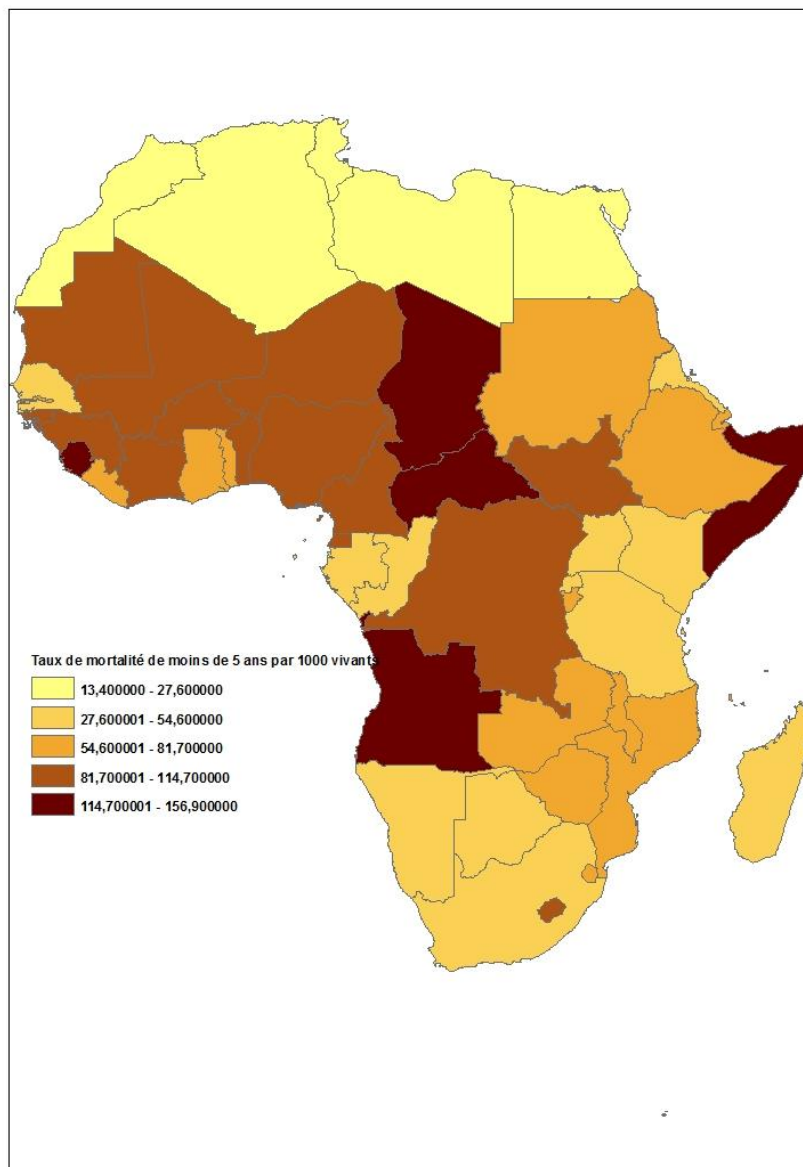 Taux de mortalité de moins de 5 ans par 1000 vivants
13,400000 - 27,600000
27,600001 - 54,600000
54,600001 - 81,700000
81,700001 - 114,700000
114,700001 - 156,900000